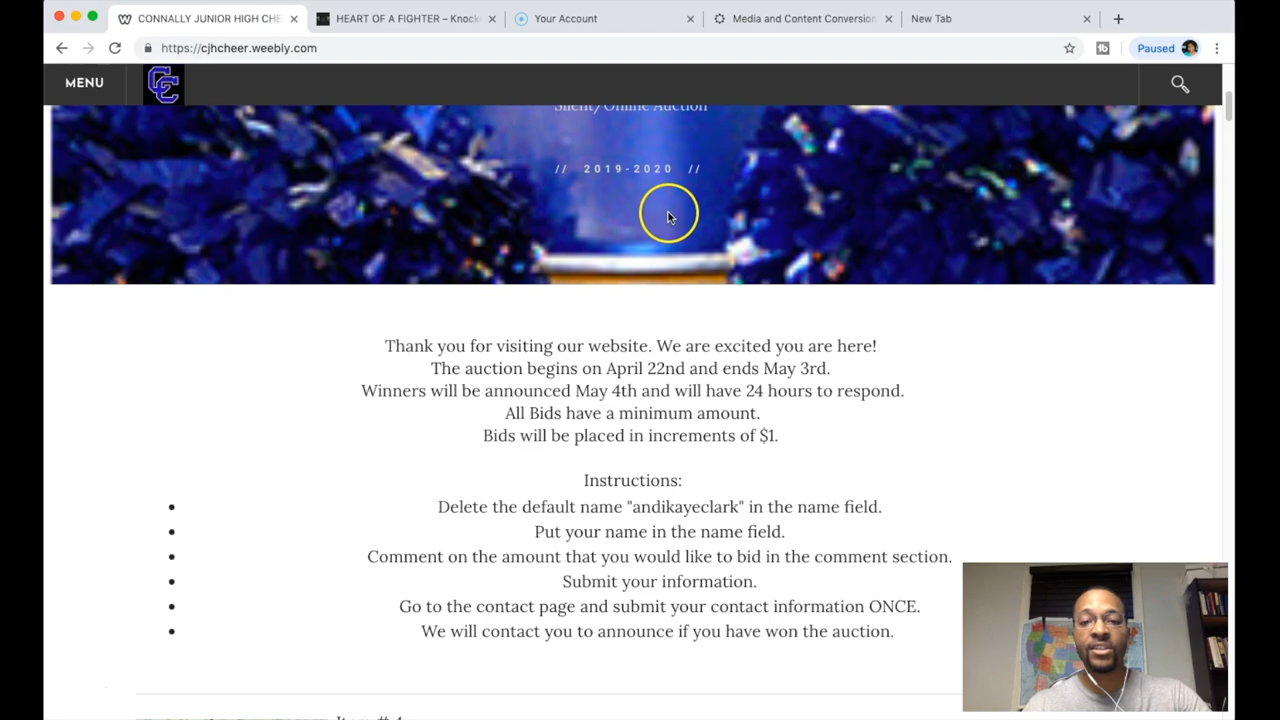 CONNALLY JUNIOR HIGH CHE
HEART OF A FIGHTER – Knock
Your Account
Media and Content Conversion
New Tab
https://cjhcheer.weebly.com
Paused
MENU
Silent/Online Auction
// 2019-2020 //
Thank you for visiting our website. We are excited you are here!
The auction begins on April 22nd and ends May 3rd.
Winners will be announced May 4th and will have 24 hours to respond.
All Bids have a minimum amount.
Bids will be placed in increments of $1.
Instructions:
Delete the default name "andikayeclark" in the name field.
Put your name in the name field.
Comment on the amount that you would like to bid in the comment section.
Submit your information.
Go to the contact page and submit your contact information ONCE.
We will contact you to announce if you have won the auction.